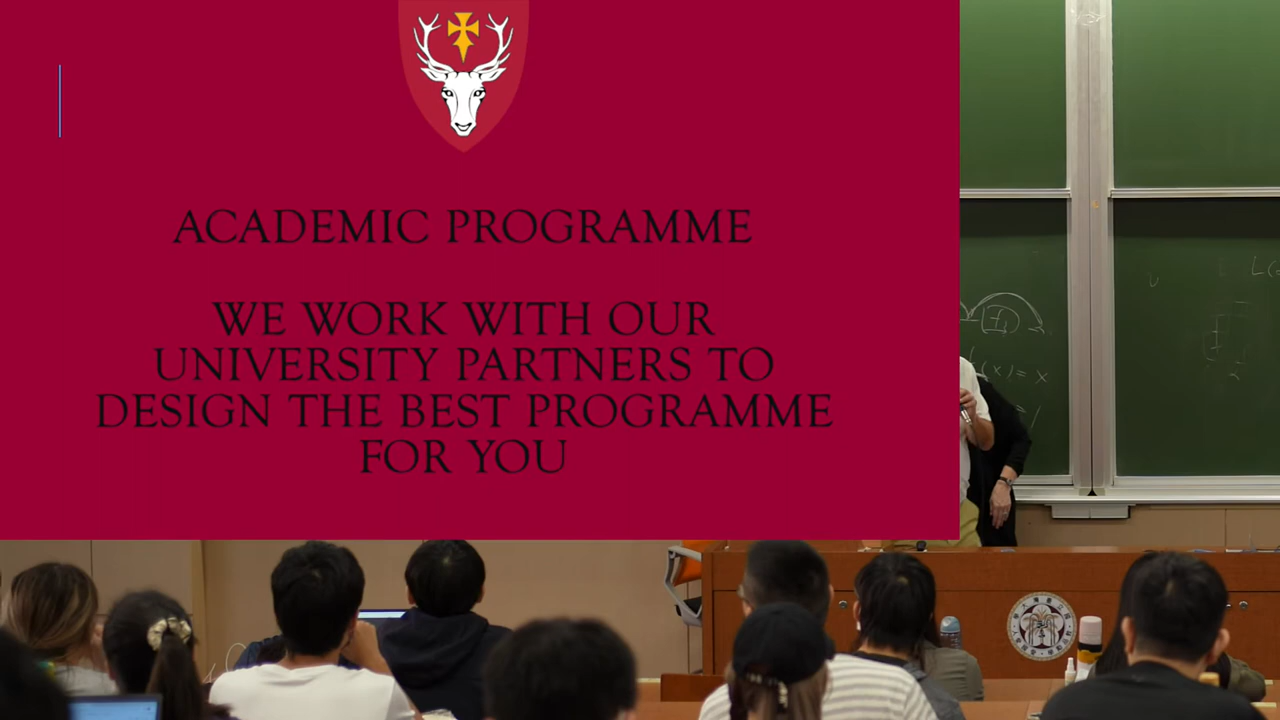 ACADEMIC PROGRAMME
WE WORK WITH OUR
UNIVERSITY PARTNERS TO
DESIGN THE BEST PROGRAMME
FOR YOU
(x) = x